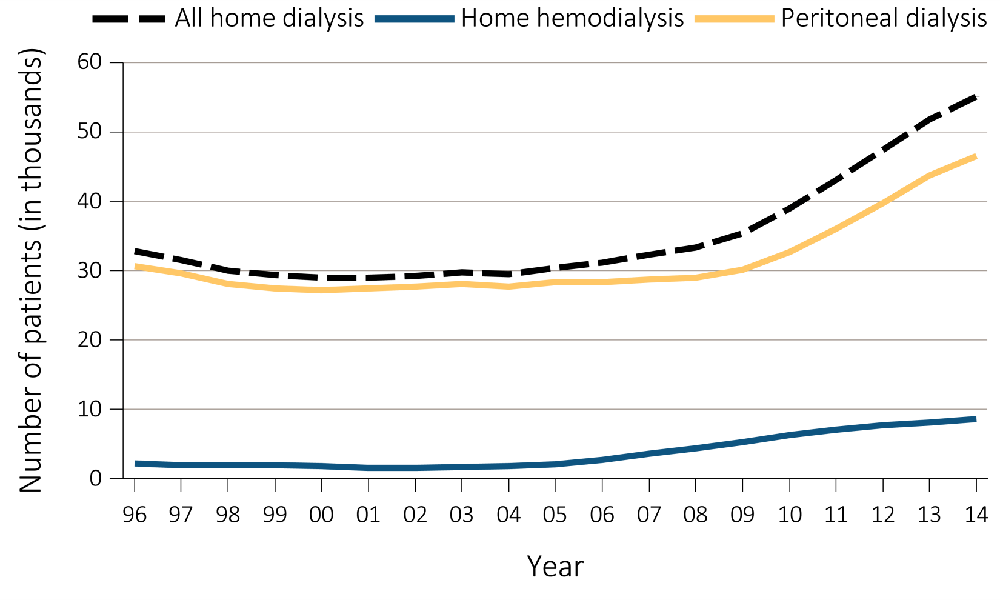 All home dialysis Home hemodialysis Peritoneal dialysis
Number of patients (in thousands)
60
50
40
30
20
10
0
96 97 98 99 00 01 02 03 04 05 06 07 08 09 10 11 12 13 14
Year